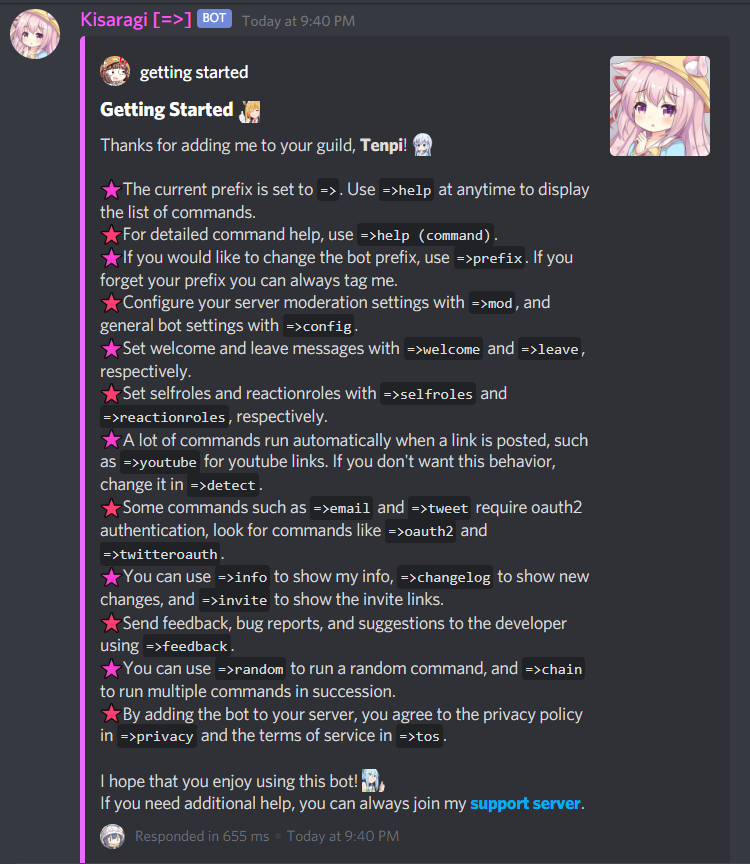 Kisaragi [=>] BOT Today at 9:40 PM
getting started
Getting Started
Thanks for adding me to your guild, Tenpi!
The current prefix is set to =>. Use =>help at anytime to display
the list of commands.
For detailed command help, use =>help (command).
If you would like to change the bot prefix, use =>prefix. If you
forget your prefix you can always tag me.
Configure your server moderation settings with =>mod, and
general bot settings with =>config.
Set welcome and leave messages with =>welcome and =>leave,
respectively.
Set selfroles and reactionroles with =>selfroles and
=>reactionroles, respectively.
A lot of commands run automatically when a link is posted, such
as =>youtube for youtube links. If you don't want this behavior,
change it in =>detect.
Some commands such as =>email and =>tweet require oauth2
authentication, look for commands like =>oauth2 and
=>twitteroauth.
You can use =>info to show my info, =>changelog to show new
changes, and =>invite to show the invite links.
Send feedback, bug reports, and suggestions to the developer
using =>feedback.
You can use =>random to run a random command, and =>chain
to run multiple commands in succession.
By adding the bot to your server, you agree to the privacy policy
in =>privacy and the terms of service in =>tos.
I hope that you enjoy using this bot!
If you need additional help, you can always join my support server.
Responded in 655 ms • Today at 9:40 PM